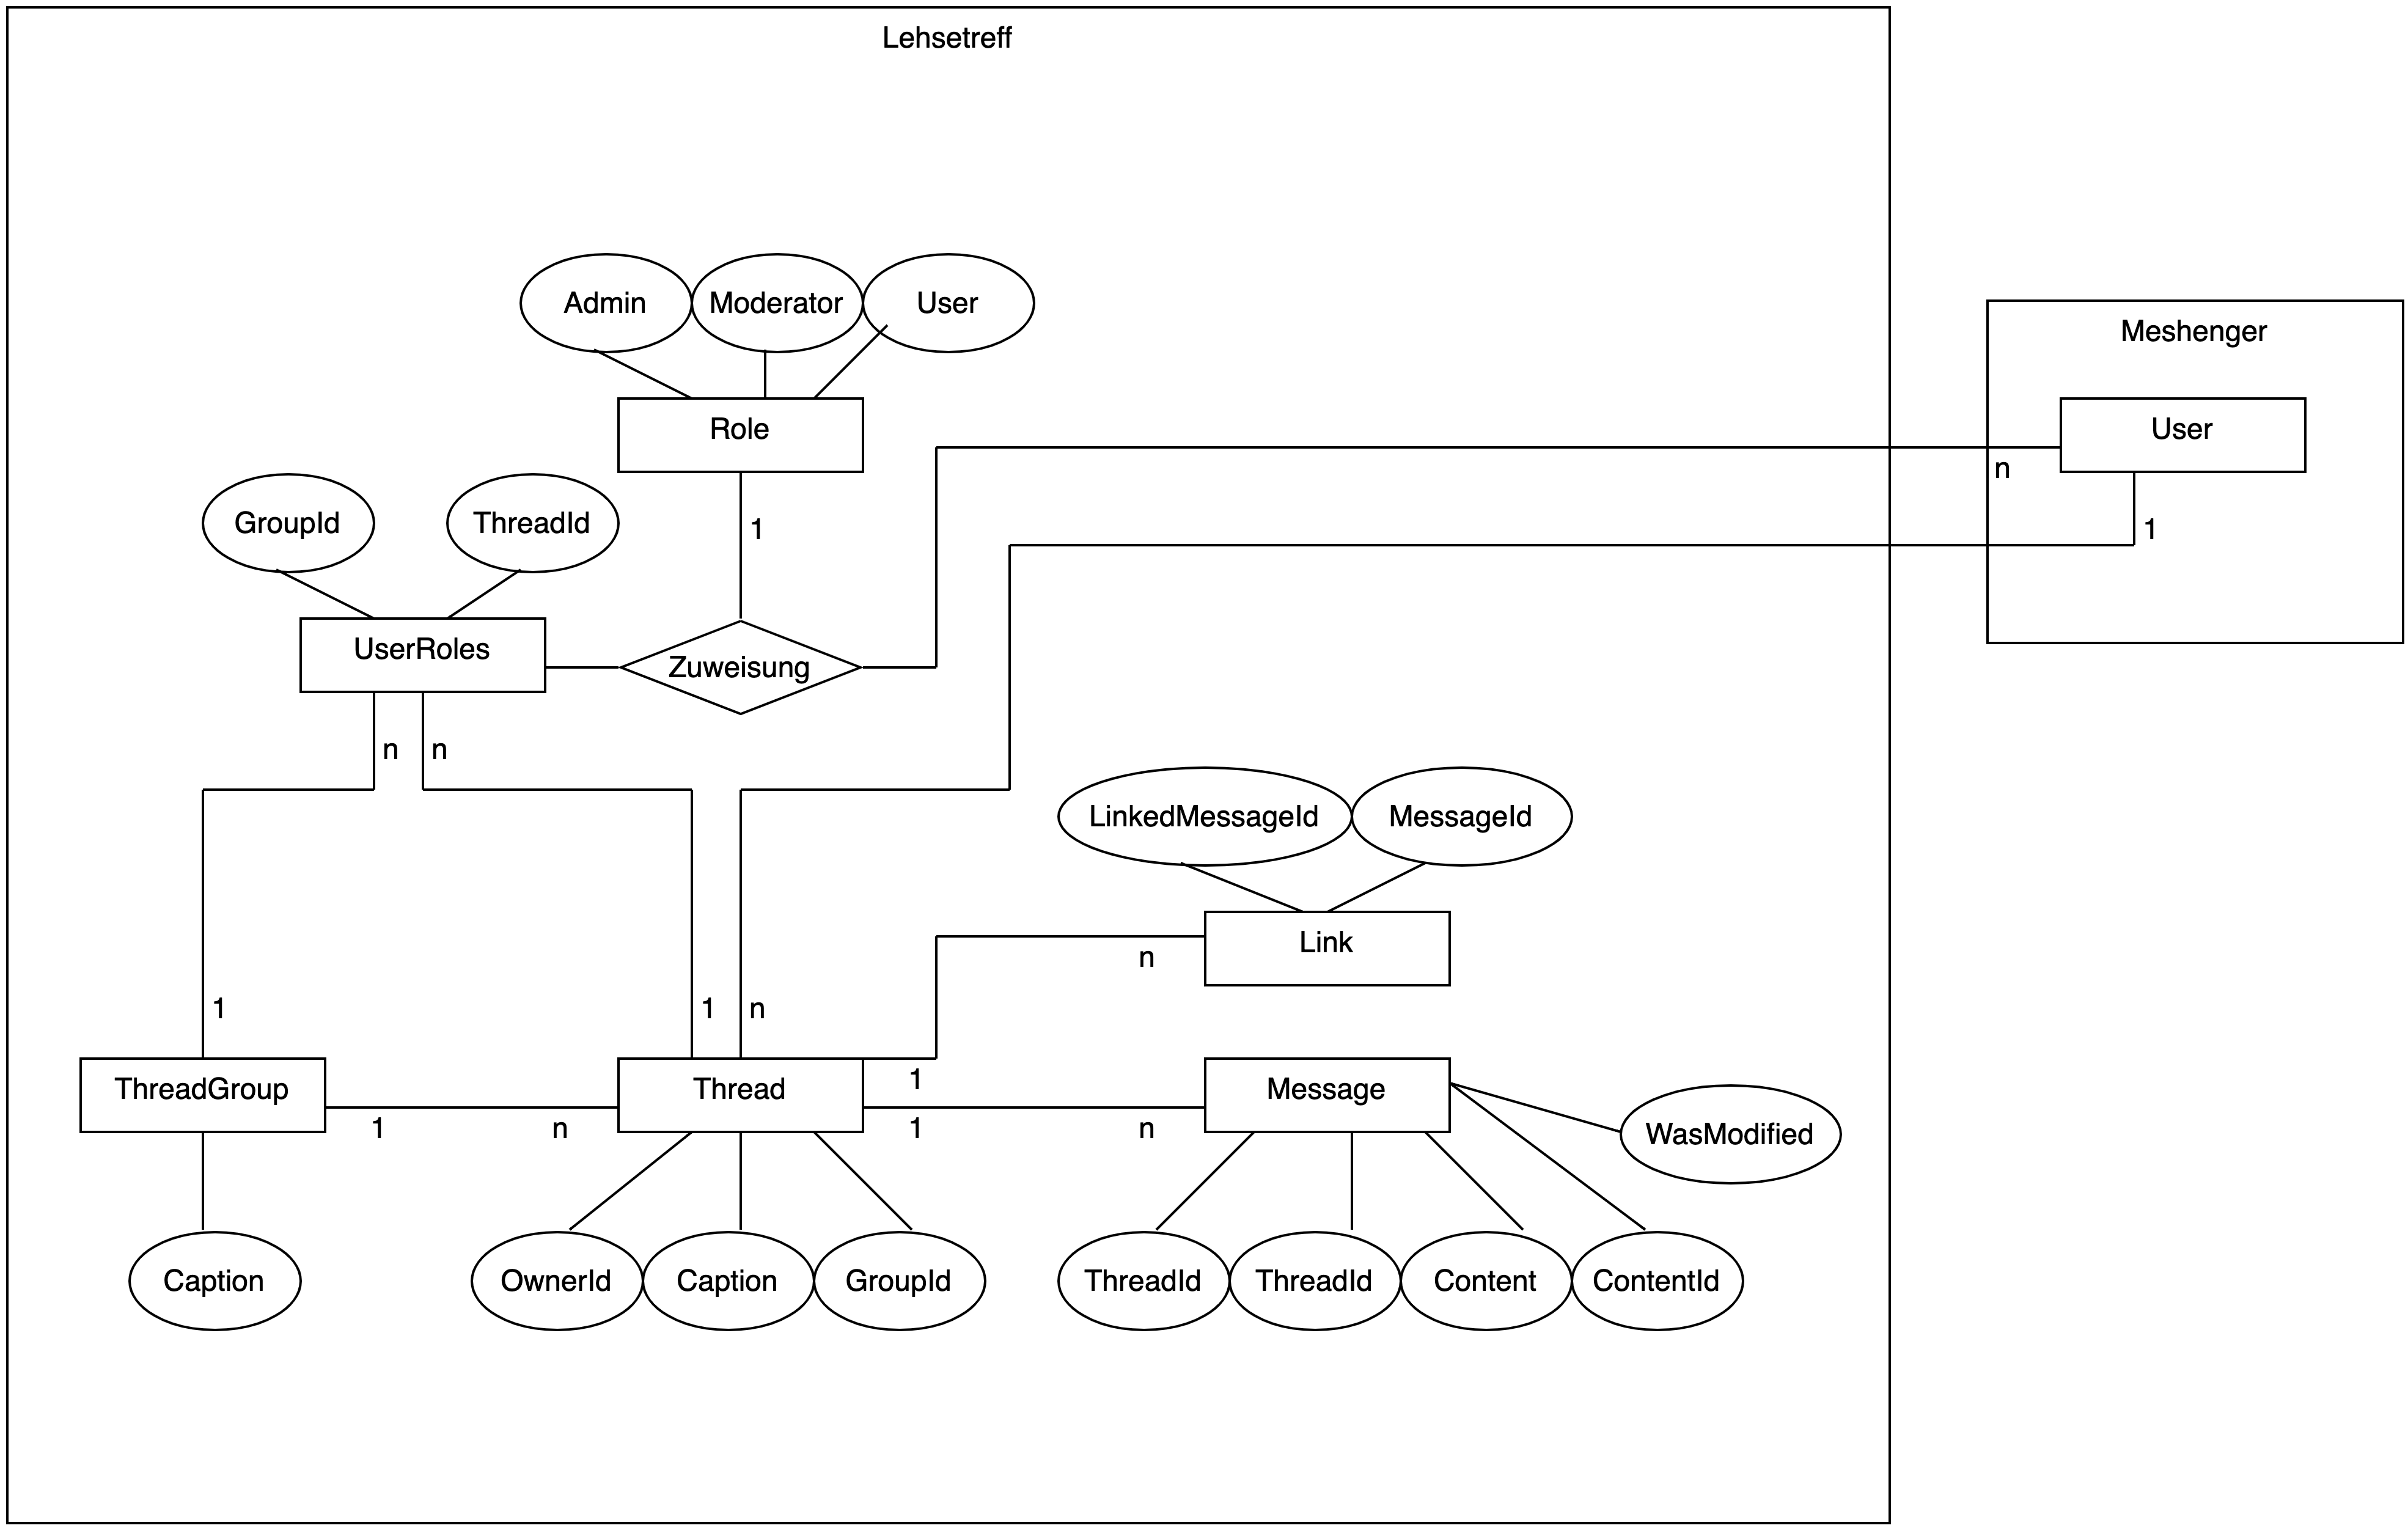 Lehsetreff
Admin
Moderator
User
Meshenger
Role
User
n
GroupId
ThreadId
1
1
UserRoles
Zuweisung
n
n
LinkedMessageId
MessageId
Link
n
1
1
n
ThreadGroup
Thread
1
Message
1
n
1
n
WasModified
Caption
OwnerId
Caption
GroupId
ThreadId
ThreadId
Content
ContentId